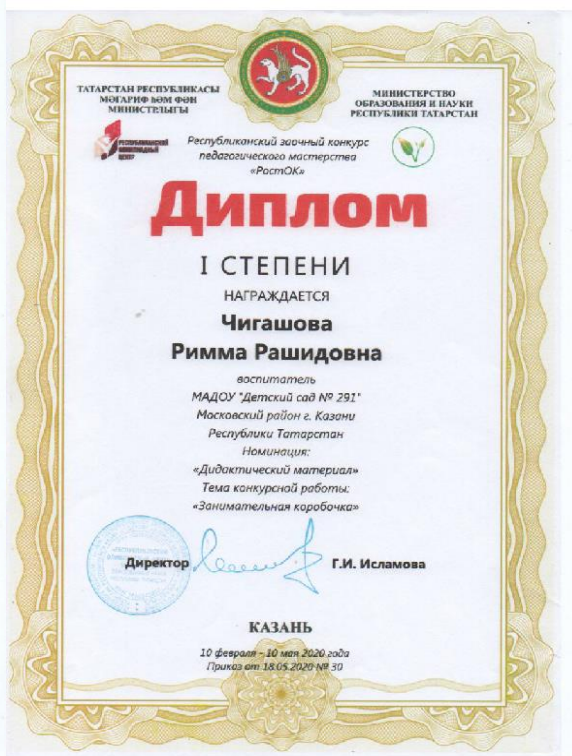 ТАТАРСТАН РЕСПУБЛИКАСЫ
МӘГАРИФ ҺӘМ ФӘН
МИНИСТРЛЫГЫ
МИНИСТЕРСТВО
ОБРАЗОВАНИЯ И НАУКИ
РЕСПУБЛИКИ ТАТАРСТАН
РЕСПУБЛИКАНСКИЙ
ОЛИМПИАДНЫЙ
ЦЕНТР
Республиканский заочный конкурс
педагогического мастерства
«РостОК»
Диплом
I СТЕПЕНИ
НАГРАЖДАЕТСЯ
Чигашова
Римма Рашидовна
воспитатель
МАДОУ "Детский сад № 291"
Московский район г. Казани
Республики Татарстан
Номинация:
«Дидактический материал»
Тема конкурсной работы:
«Занимательная коробочка»
Директор
Г.И. Исламова
КАЗАНЬ
10 февраля - 10 мая 2020 года
Приказ от 18.05.2020 № 30